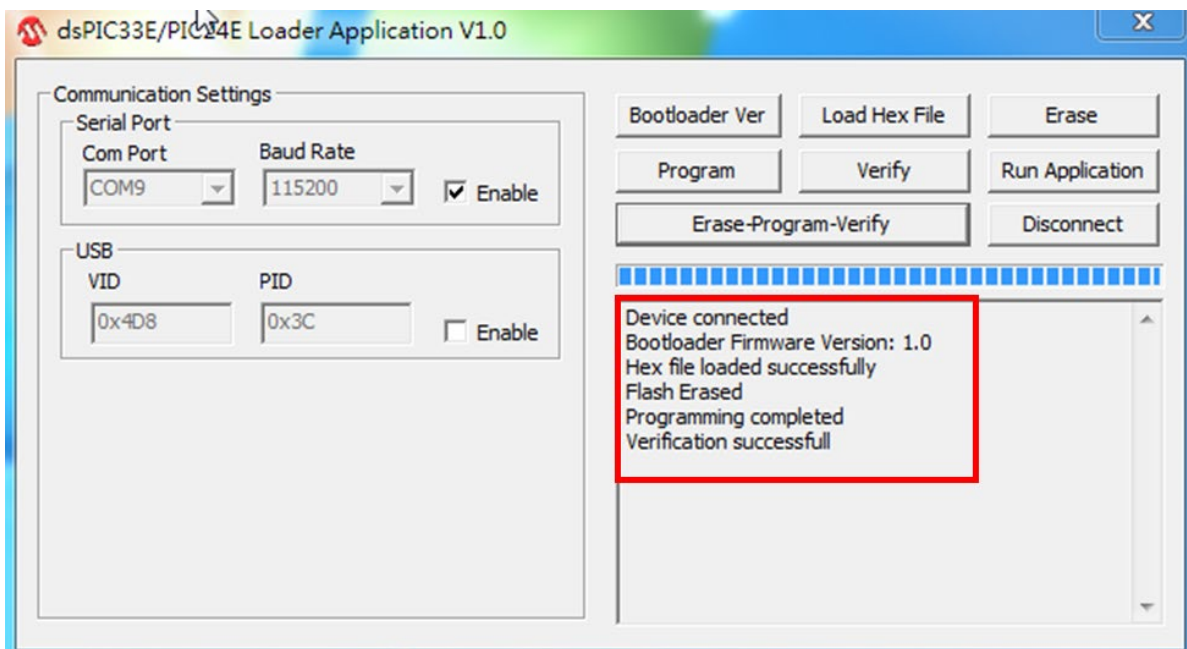 dsPIC33E/PIC24E Loader Application V1.0
Communication Settings
Serial Port
Com Port Baud Rate
COM9 115200 Enable
USB
VID PID
0x4D8 0x3C Enable
Bootloader Ver Load Hex File Erase
Program Verify Run Application
Erase-Program-Verify Disconnect
Device connected
Bootloader Firmware Version: 1.0
Hex file loaded successfully
Flash Erased
Programming completed
Verification successfull